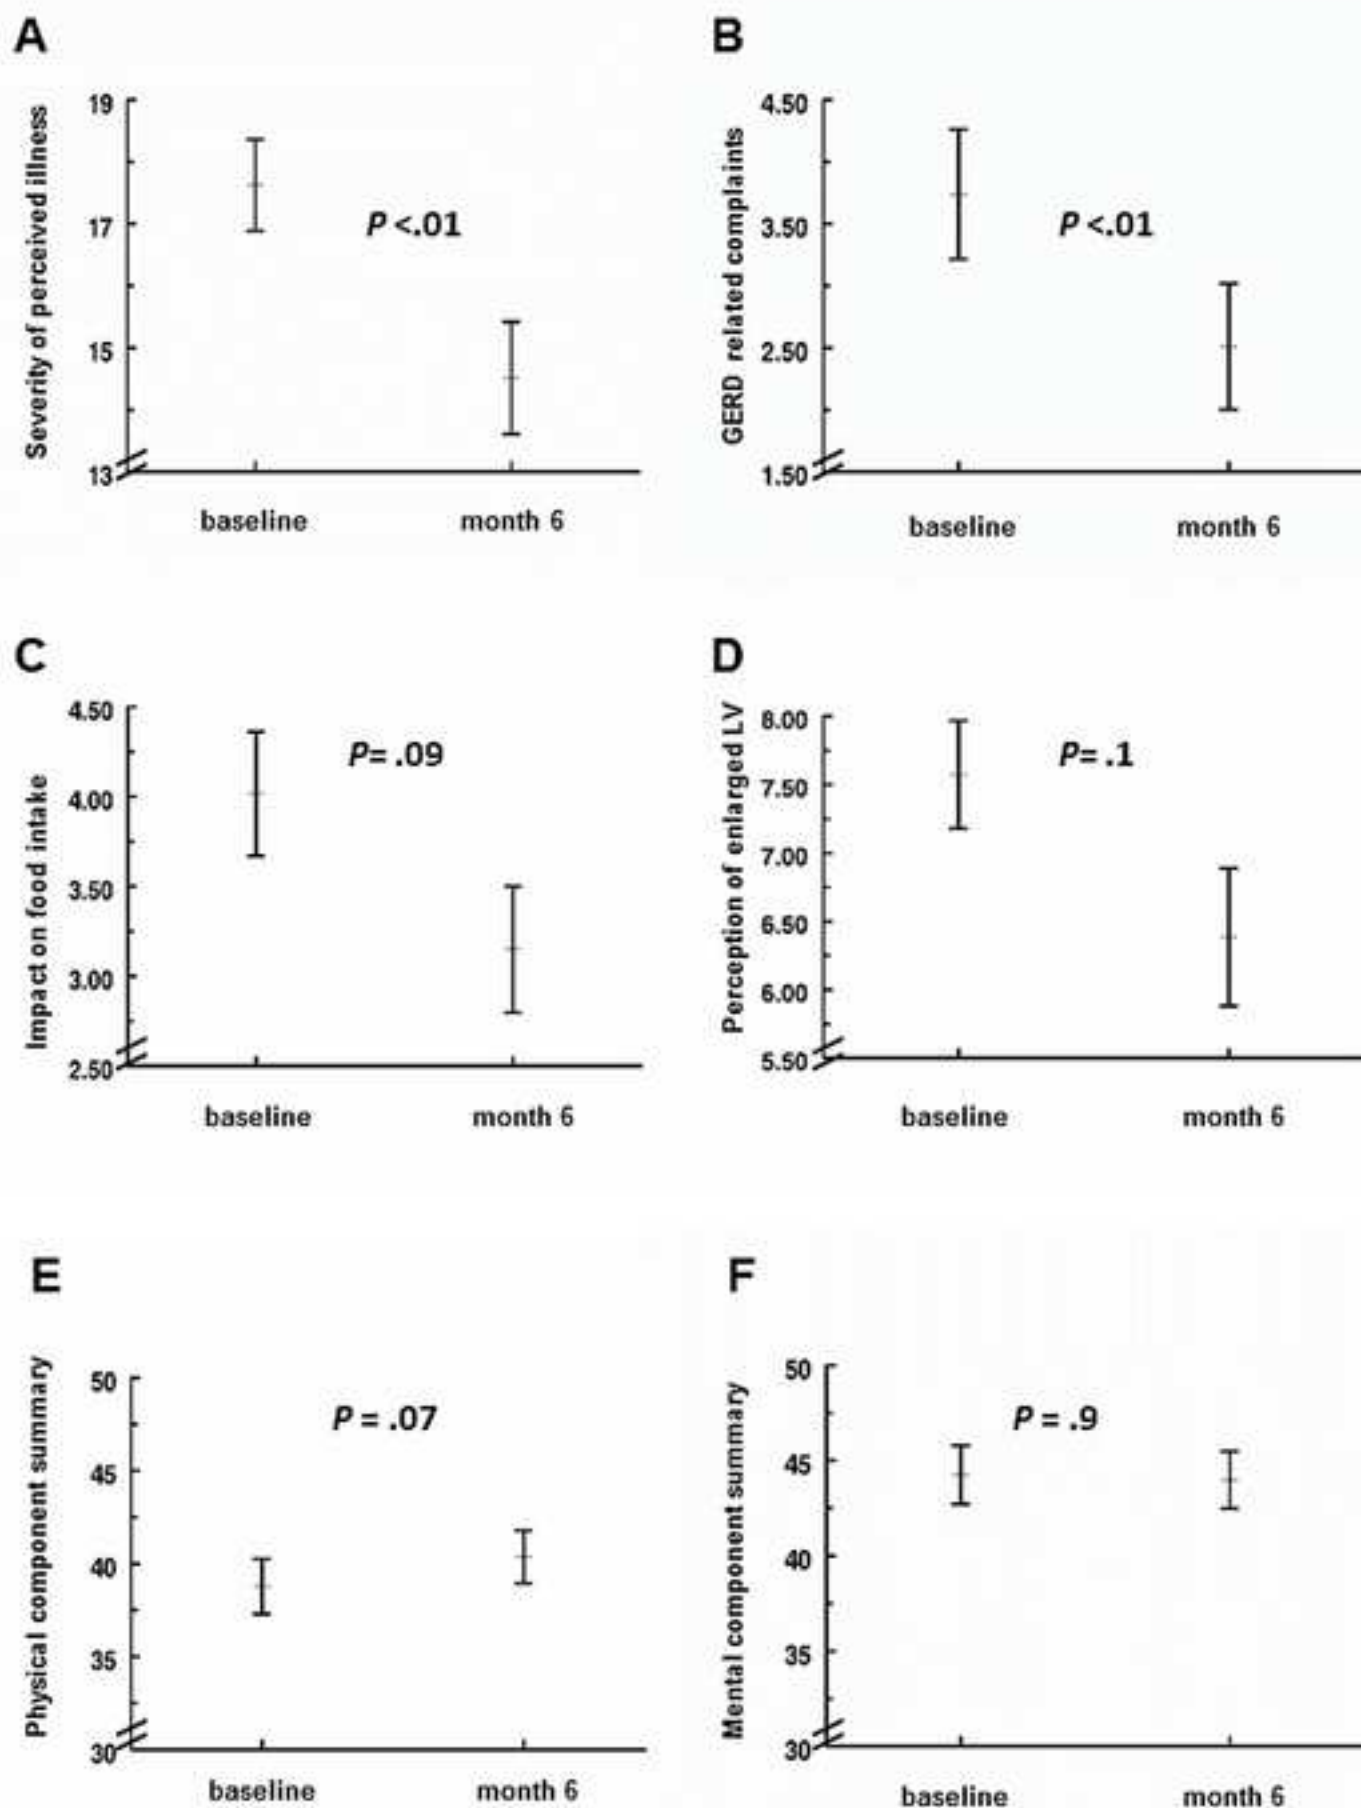 A
Severity of perceived illness
19
17
15
13
P <.01
baseline month 6
B
GERD related complaints
4.50
3.50
2.50
1.50
P <.01
baseline month 6
C
Impact on food intake
4.50
4.00
3.50
3.00
2.50
P= .09
baseline month 6
D
Perception of enlarged LV
8.00
7.50
7.00
6.50
6.00
5.50
P= .1
baseline month 6
E
Physical component summary
50
45
40
35
30
P = .07
baseline month 6
F
Mental component summary
50
45
40
35
30
P = .9
baseline month 6